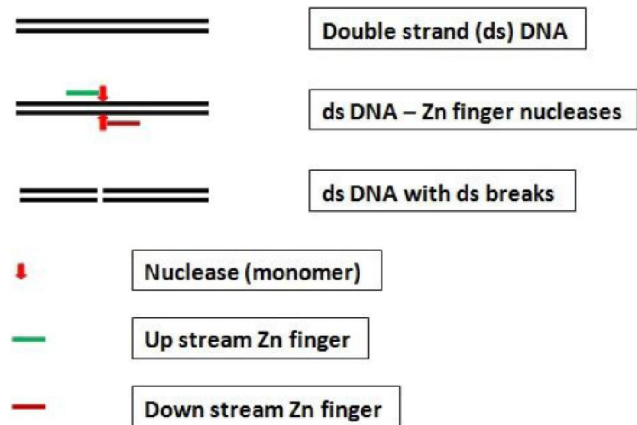 Double strand (ds) DNA
ds DNA – Zn finger nucleases
ds DNA with ds breaks
Nuclease (monomer)
Up stream Zn finger
Down stream Zn finger